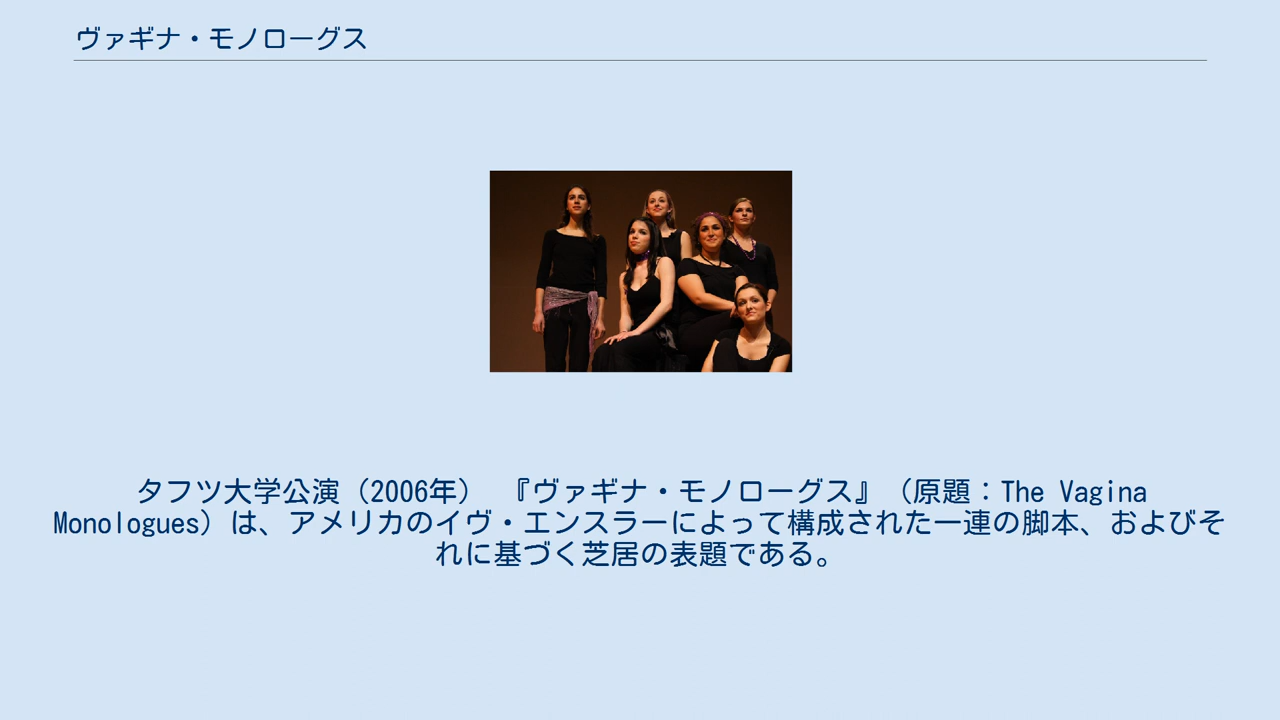 ヴァギナ・モノローグス
タフツ大学公演（2006年）　『ヴァギナ・モノローグス』（原題：The Vagina
Monologues）は、アメリカのイヴ・エンスラーによって構成された一連の脚本、およびそ
れに基づく芝居の表題である。